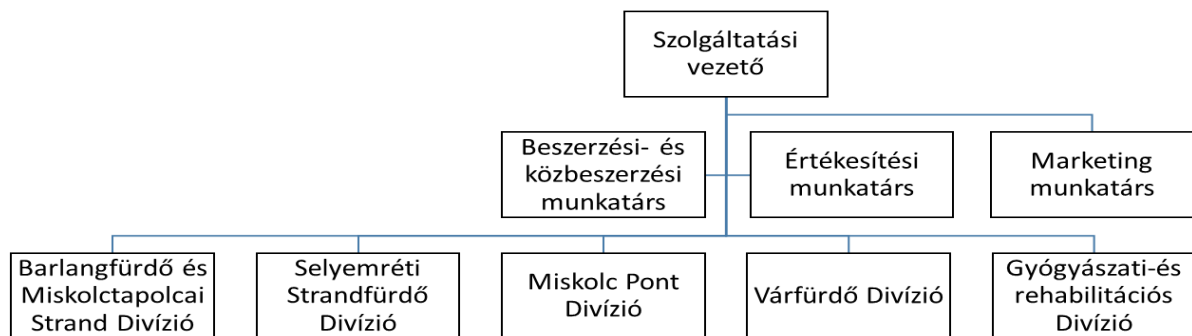 Szolgáltatási
vezető
Beszerzési- és
közbeszerzési
munkatárs
Értékesítési
munkatárs
Marketing
munkatárs
Barlangfürdő és
Miskolctapolcai
Strand Divízió
Selyemréti
Strandfürdő
Divízió
Miskolc Pont
Divízió
Várfürdő Divízió
Gyógyászati-és
rehabilitációs
Divízió